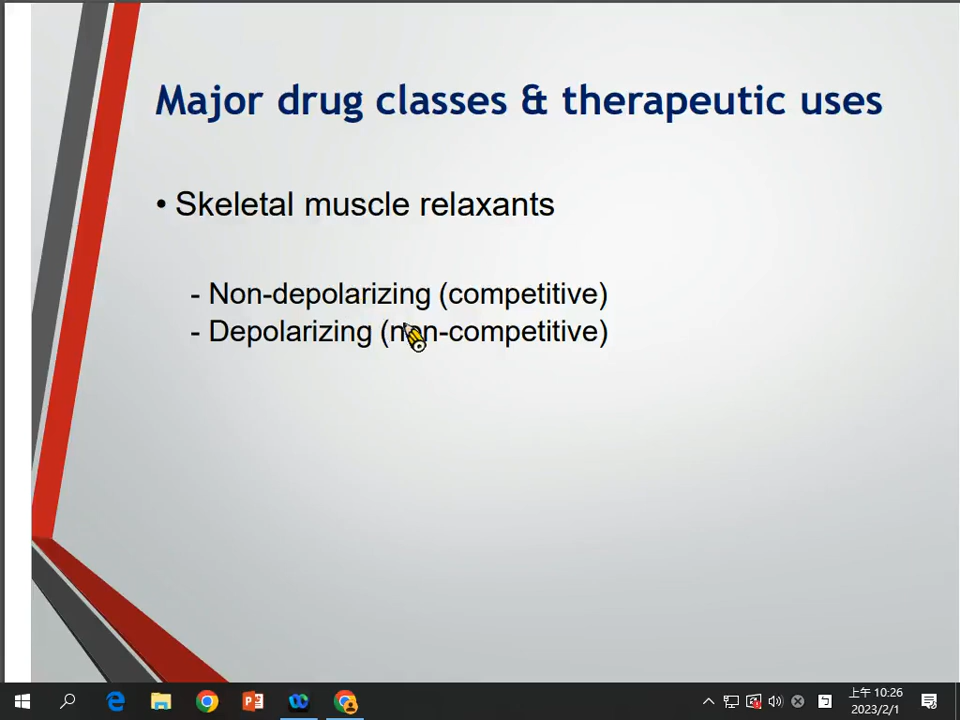 Major drug classes & therapeutic uses
• Skeletal muscle relaxants
- Non-depolarizing (competitive)
- Depolarizing (non-competitive)
上午 10:26
2023/2/1